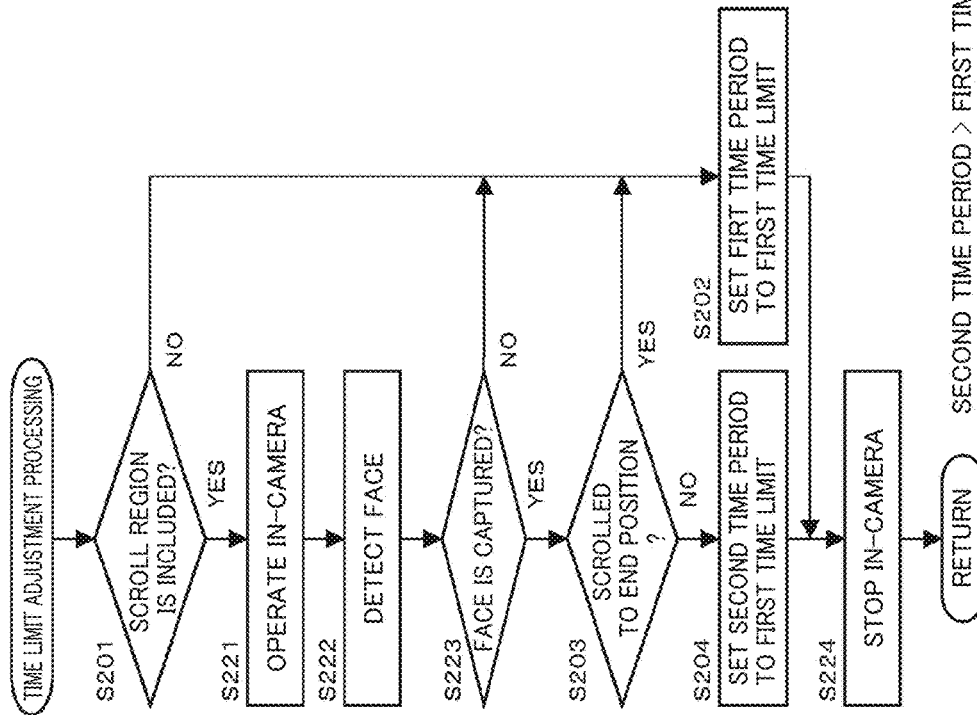 TIME LIMIT ADJUSTMENT PROCESSING
S201
SCROLL REGION
IS INCLUDED?
NO
YES
S221
OPERATE IN-CAMERA
S222
DETECT FACE
S223
FACE IS CAPTURED?
NO
YES
S203
SCROLLED
TO END POSITION
?
YES
NO
S204
SET SECOND TIME PERIOD
TO FIRST TIME LIMIT
S202
SET FIRT TIME PERIOD
TO FIRST TIME LIMIT
S224
STOP IN-CAMERA
RETURN
SECOND TIME PERIOD > FIRST